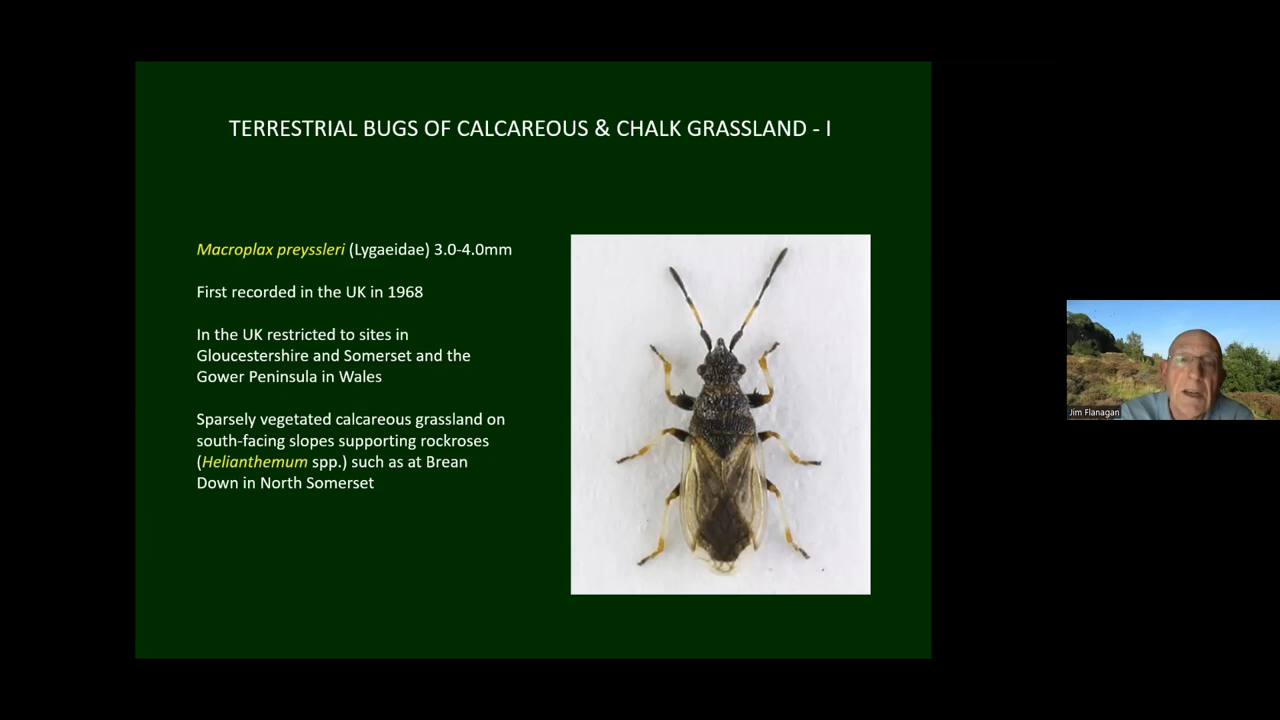 TERRESTRIAL BUGS OF CALCAREOUS & CHALK GRASSLAND - I
Macroplax preyssleri (Lygaeidae) 3.0-4.0mm
First recorded in the UK in 1968
In the UK restricted to sites in
Gloucestershire and Somerset and the
Gower Peninsula in Wales
Sparsely vegetated calcareous grassland on
south-facing slopes supporting rockroses
(Helianthemum spp.) such as at Brean
Down in North Somerset
Jim Flanagan